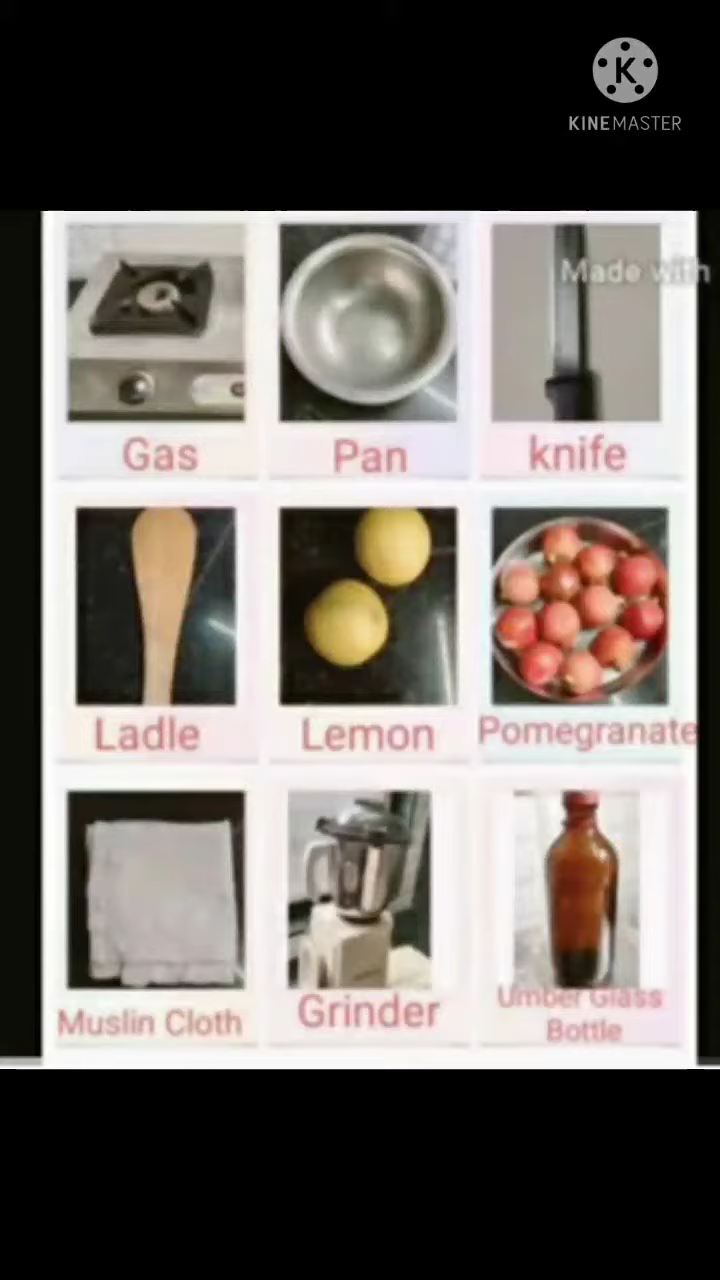 KINEMASTER
Made with
Gas
Pan
knife
Ladle
Lemon
Pomegranate
Muslin Cloth
Grinder
Umber Glass
Bottle